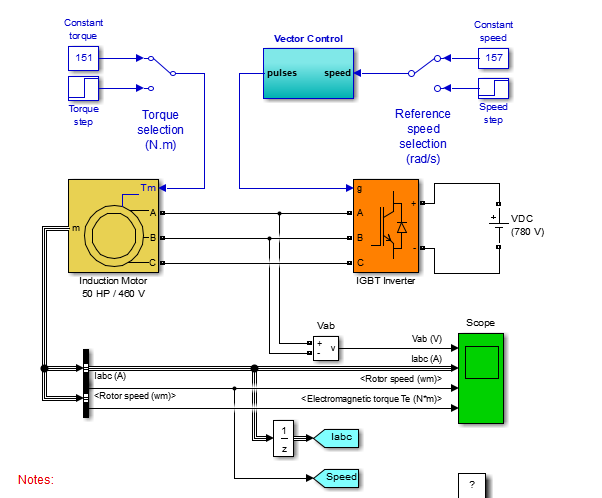 Constant
torque
151
Torque
step
Torque
selection
(N.m)
Vector Control
pulses
speed
Constant
speed
157
Speed
step
Reference
speed
selection
(rad/s)
Tm
m
A
B
C
Induction Motor
50 HP / 460 V
g
A
B
C
+
-
IGBT Inverter
+
VDC
(780 V)
Vab
+
-
v
Scope
Vab (V)
Iabc (A)
<Rotor speed (wm)>
<Electromagnetic torque Te (N*m)>
Iabc (A)
<Rotor speed (wm)>
1
z
Iabc
Speed
Notes:
?